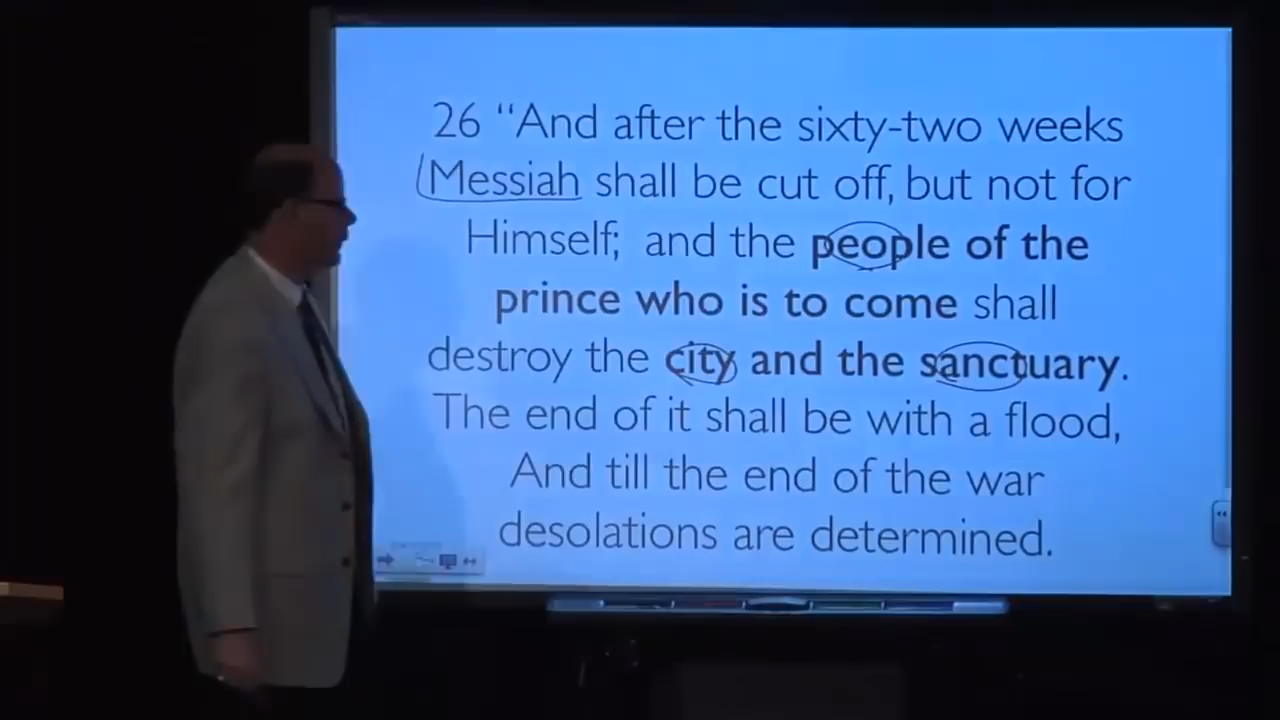 26 “And after the sixty-two weeks
Messiah shall be cut off, but not for
Himself; and the people of the
prince who is to come shall
destroy the city and the sanctuary.
The end of it shall be with a flood,
And till the end of the war
desolations are determined.